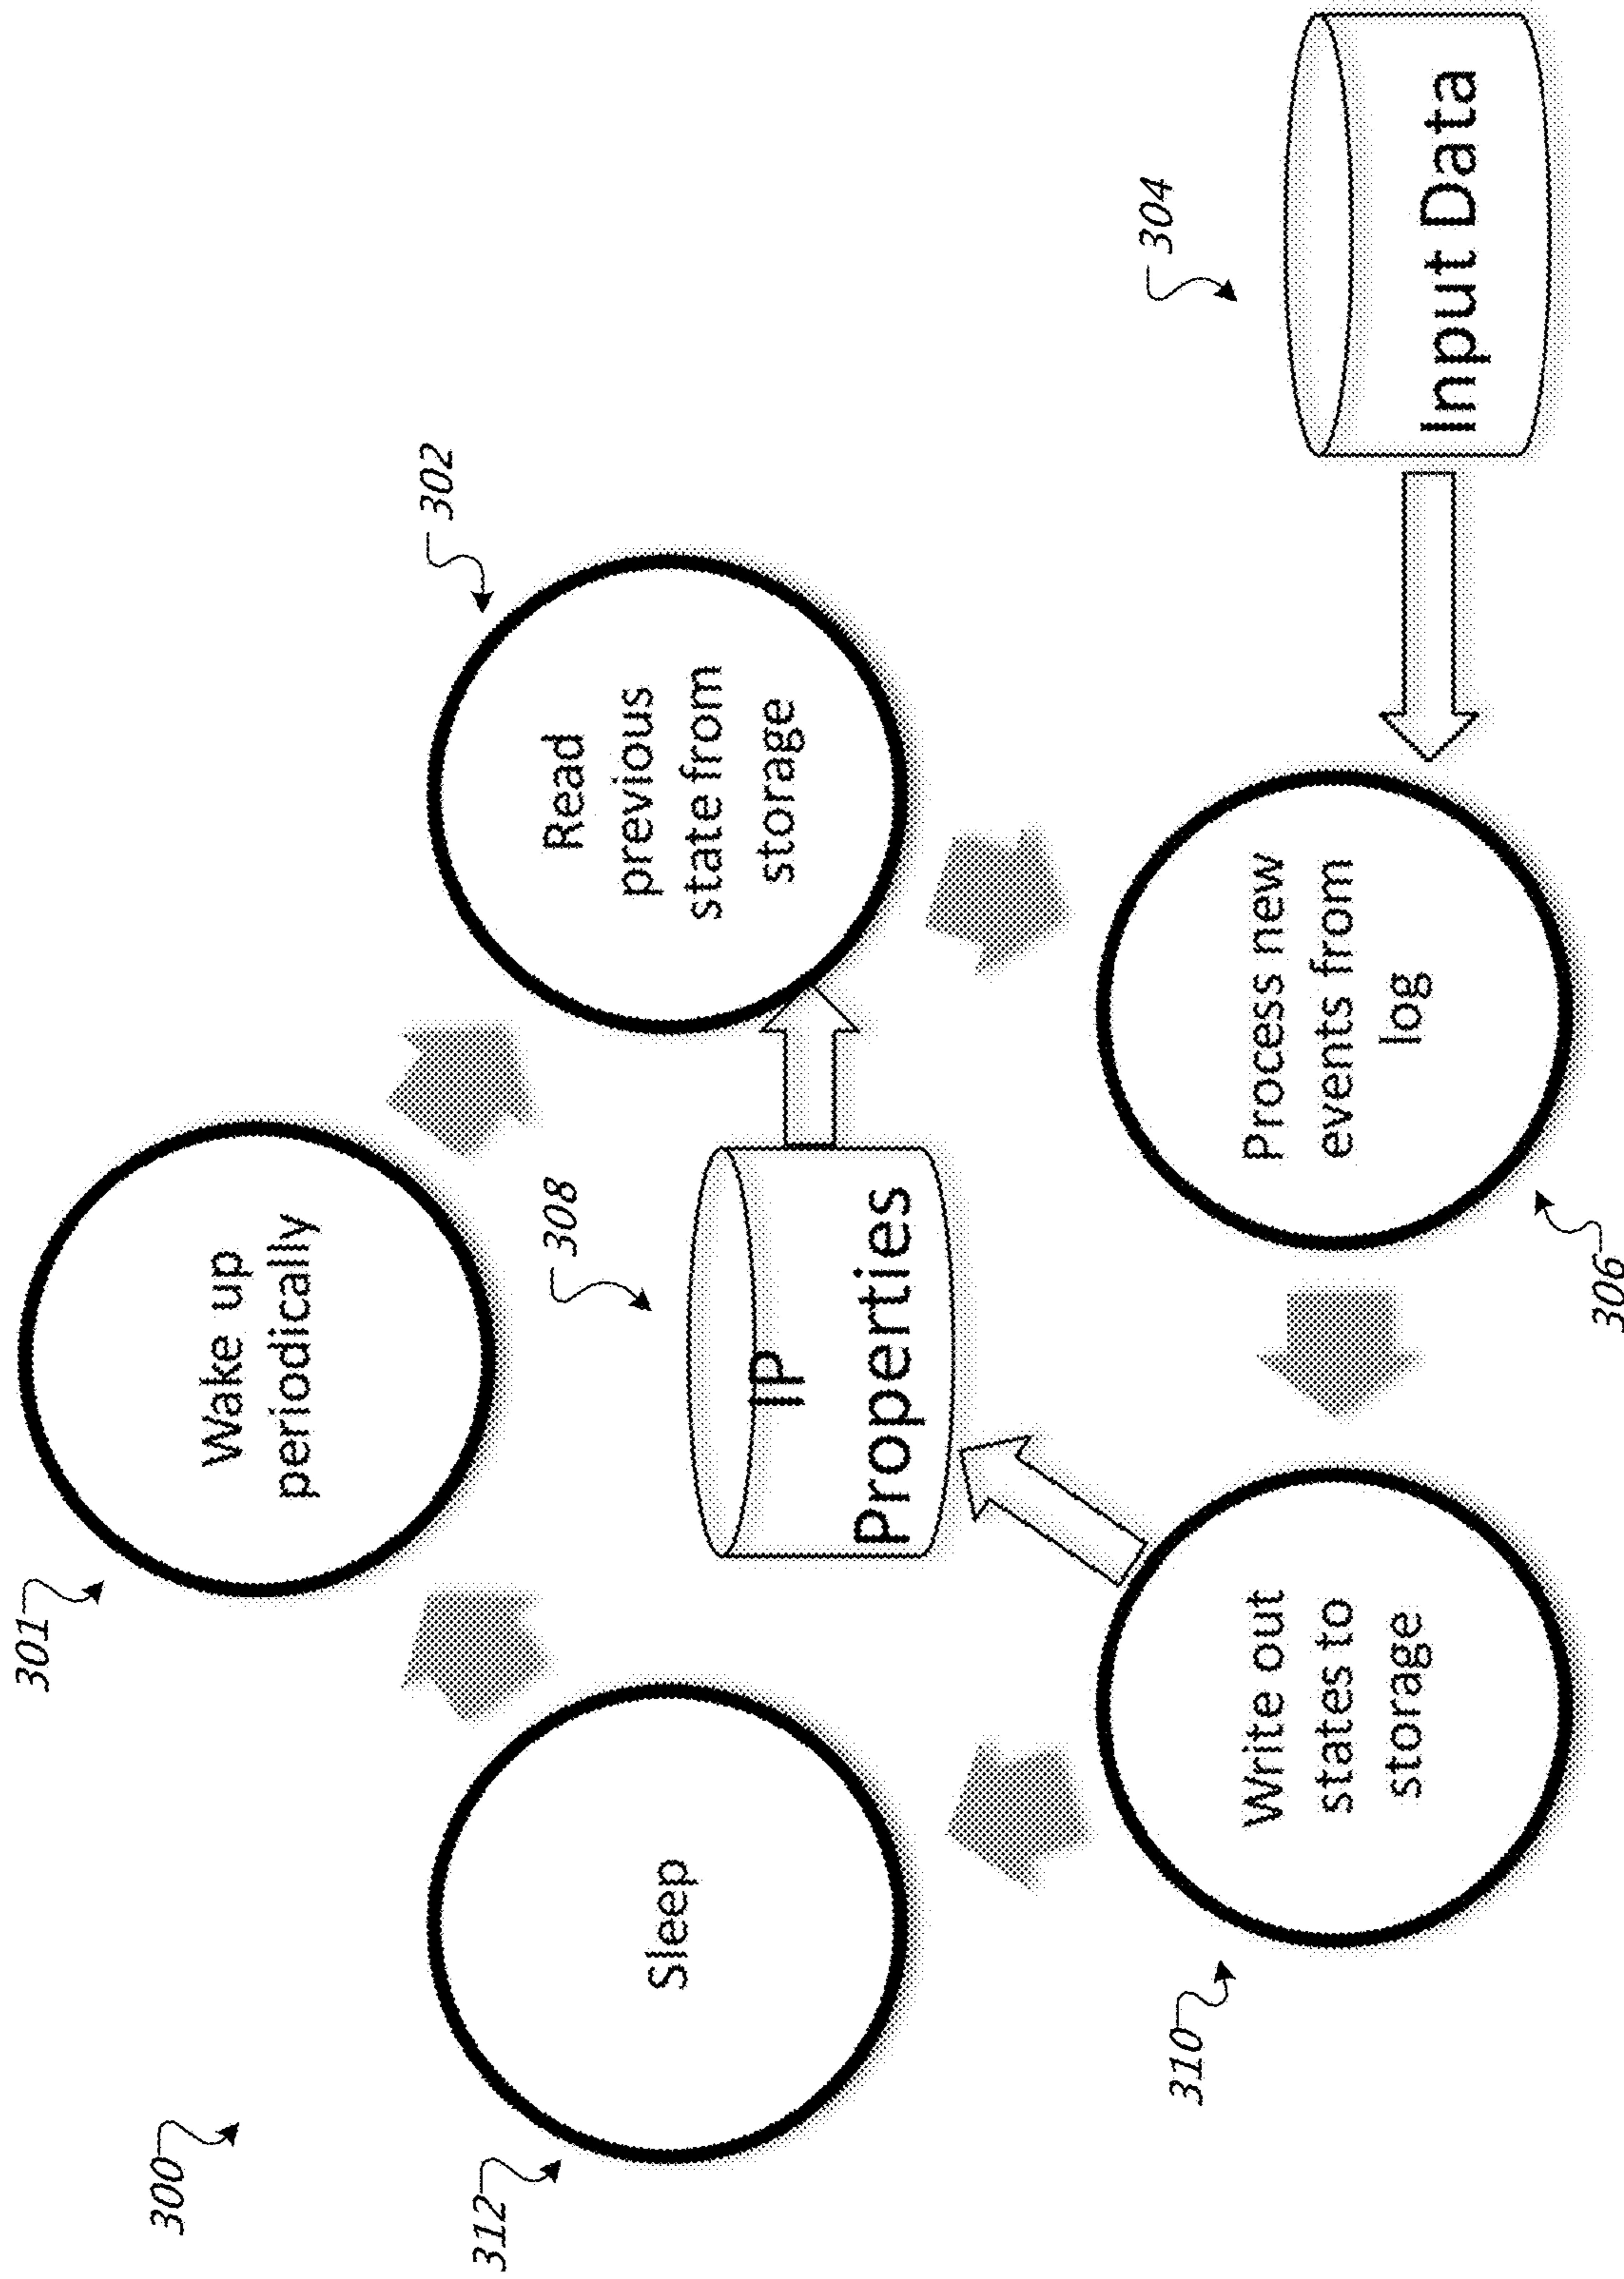 300
301
Wake up
periodically
302
Read
previous
state from
storage
312
Sleep
308
IP
Properties
304
Input Data
310
Write out
states to
storage
Process new
events from
log
306